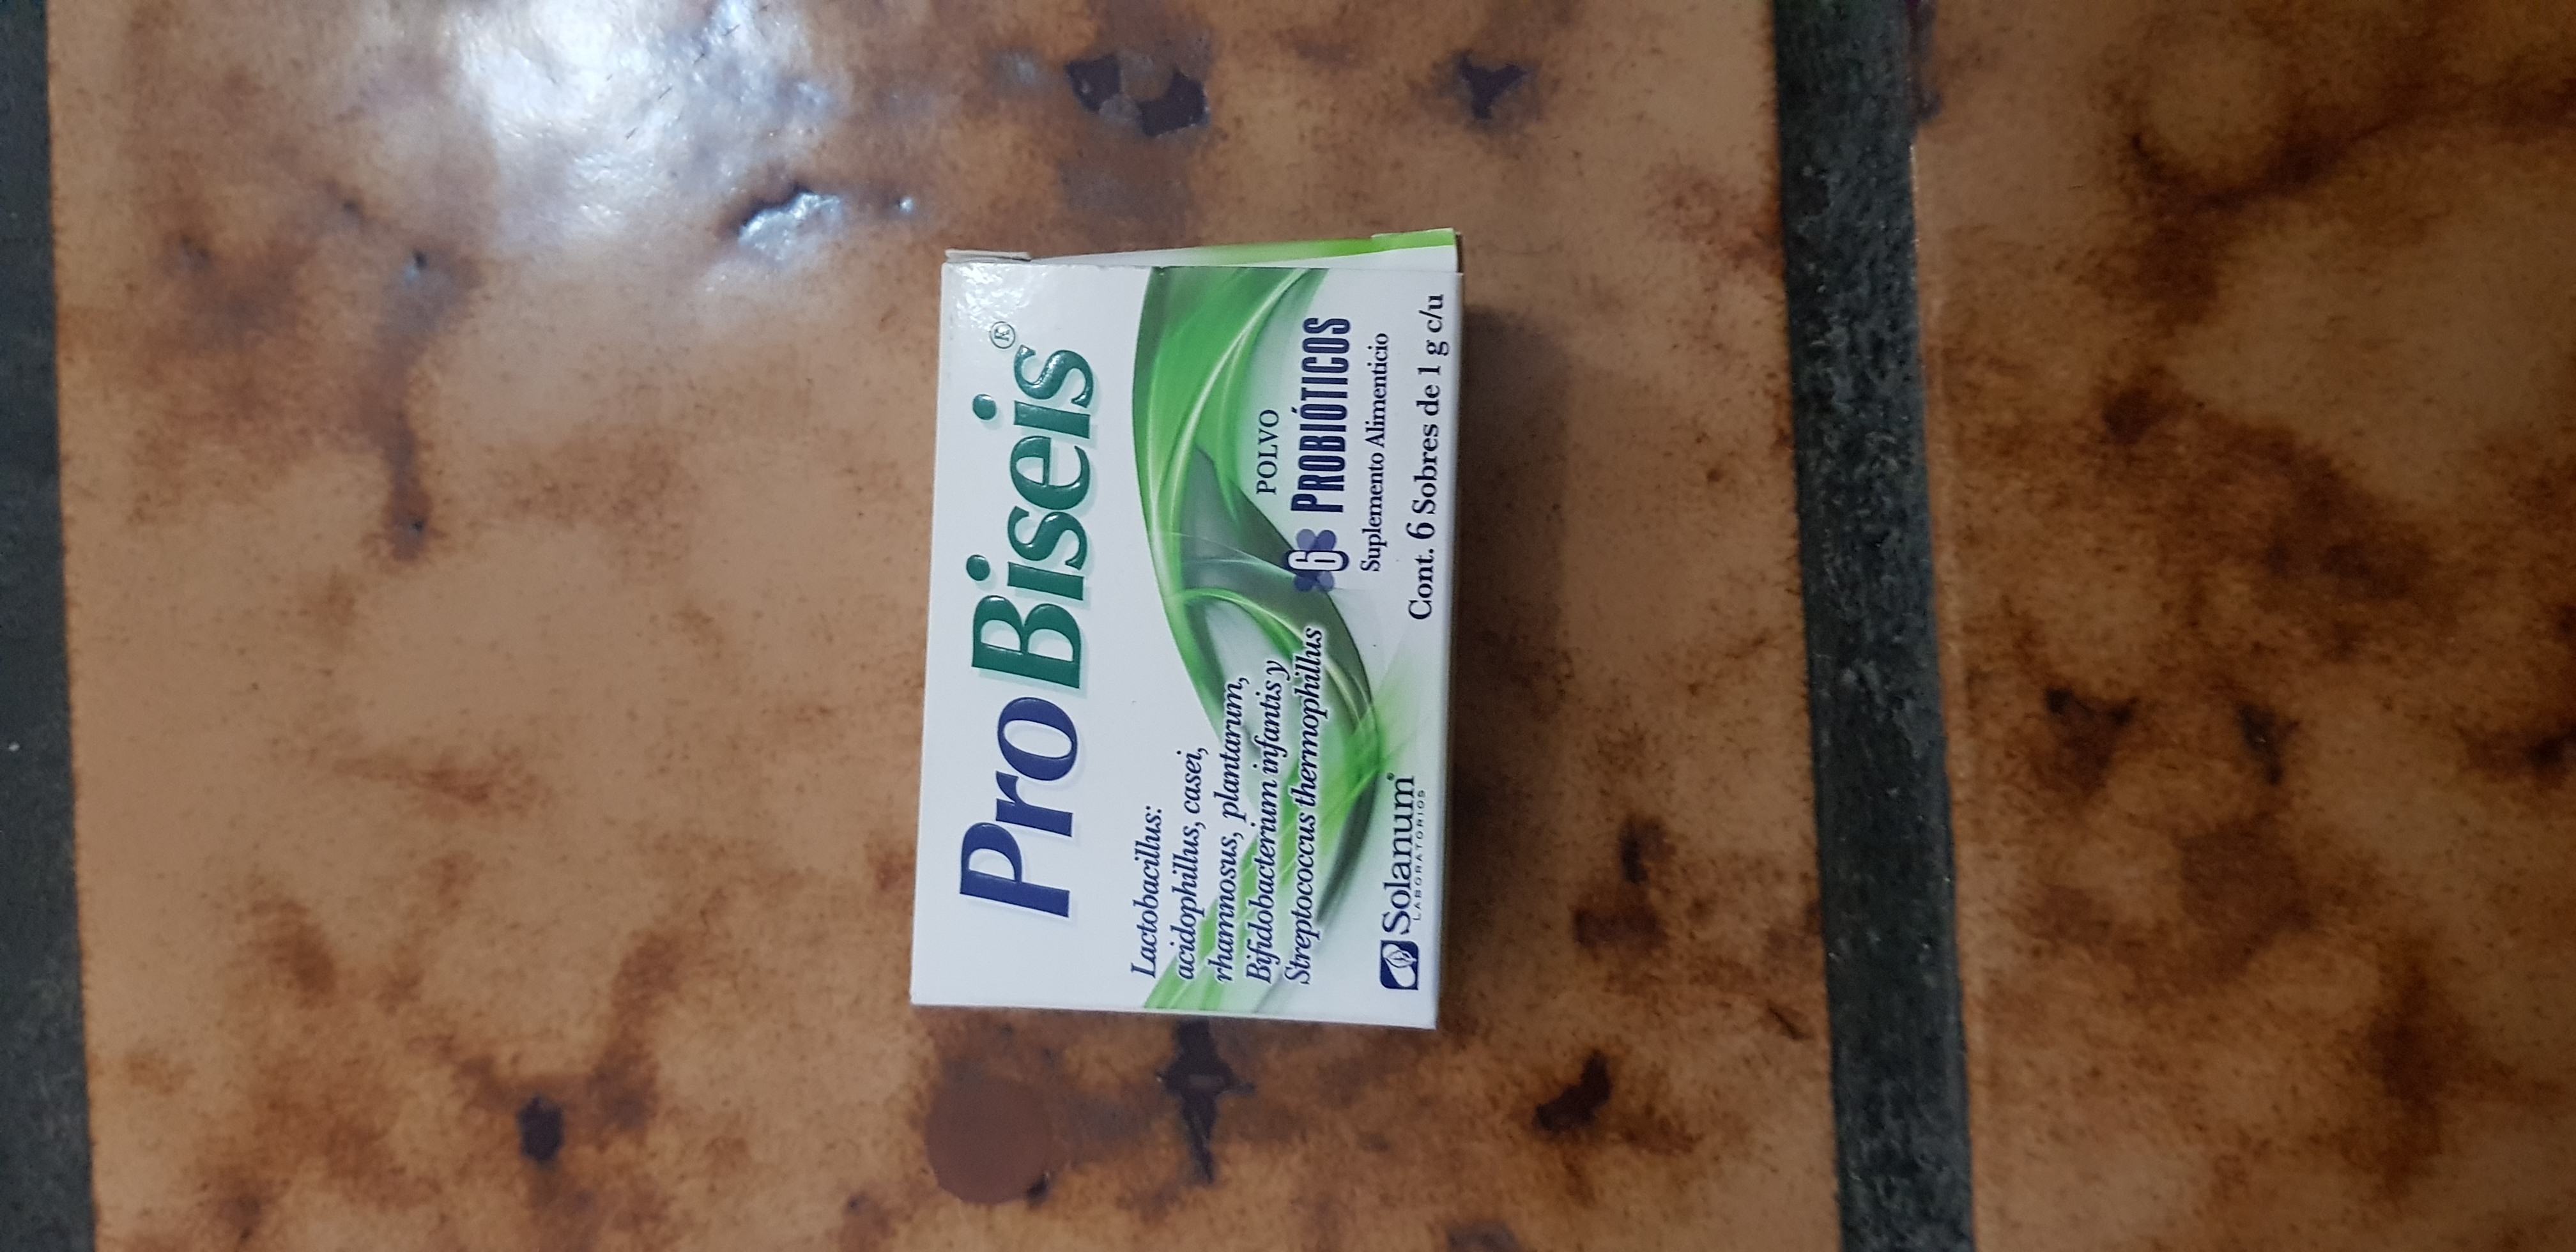 ProBiseis®
Lactobacillus:
acidophillus, casei,
rhamnosus, plantarum,
Bifidobacterium infantis y
Streptococcus thermophillus
POLVO
6 PROBIÓTICOS
Suplemento Alimenticio
Solanum®
LABORATORIOS
Cont. 6 Sobres de 1 g c/u